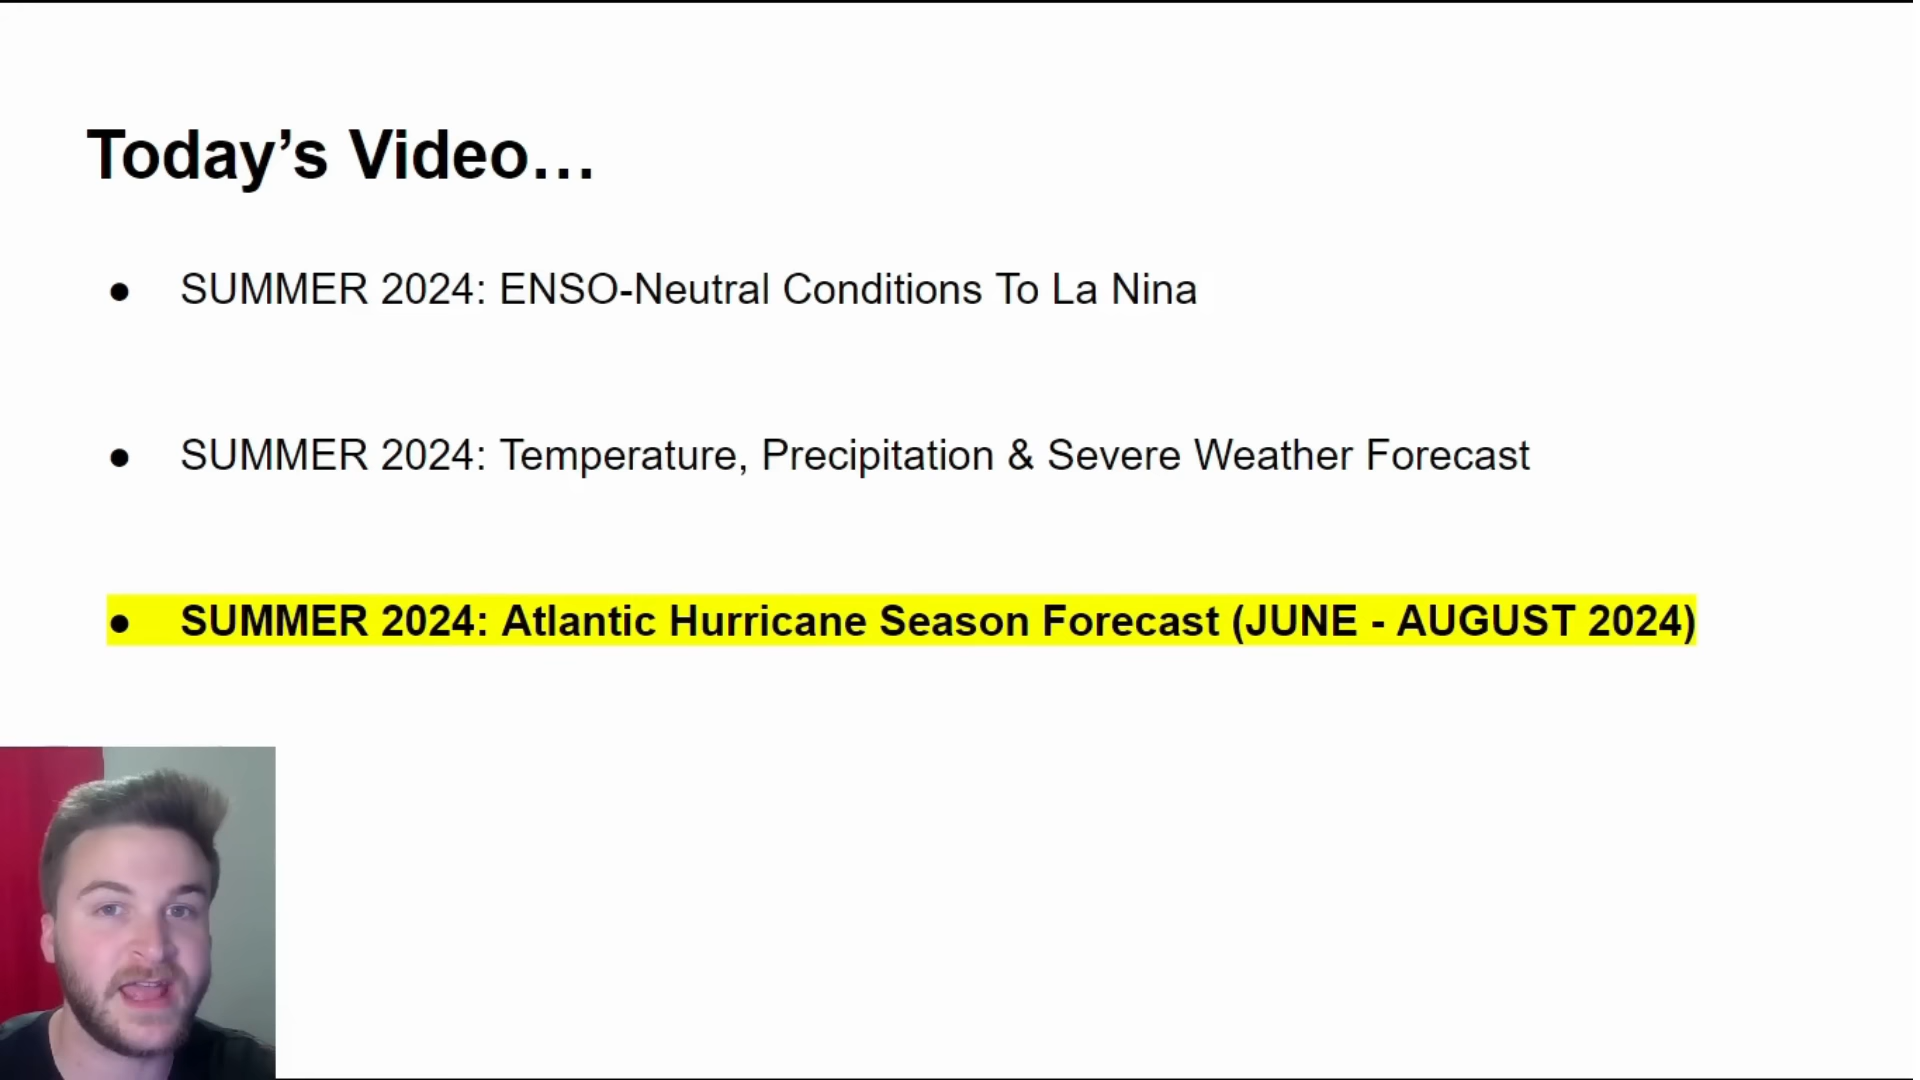 Today’s Video…
● SUMMER 2024: ENSO-Neutral Conditions To La Nina
● SUMMER 2024: Temperature, Precipitation & Severe Weather Forecast
● SUMMER 2024: Atlantic Hurricane Season Forecast (JUNE - AUGUST 2024)